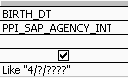 BIRTH_DT
PPI_SAP_AGENCY_INT
Like "4/?/????"